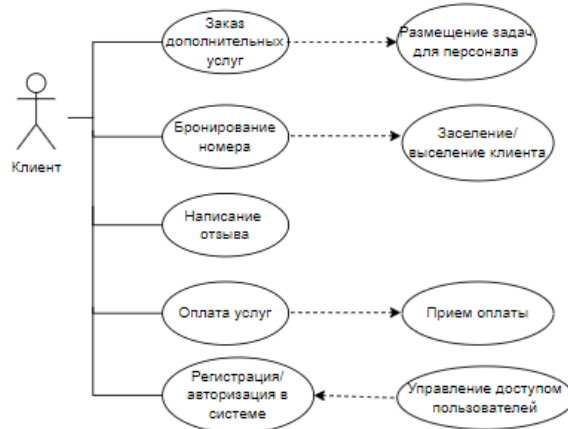 Заказ
дополнительных
услуг
Размещение задач
для персонала
Клиент
Бронирование
номера
Заселение/
выселение клиента
Написание
отзыва
Оплата услуг
Прием оплаты
Регистрация/
авторизация в
системе
Управление доступом
пользователей